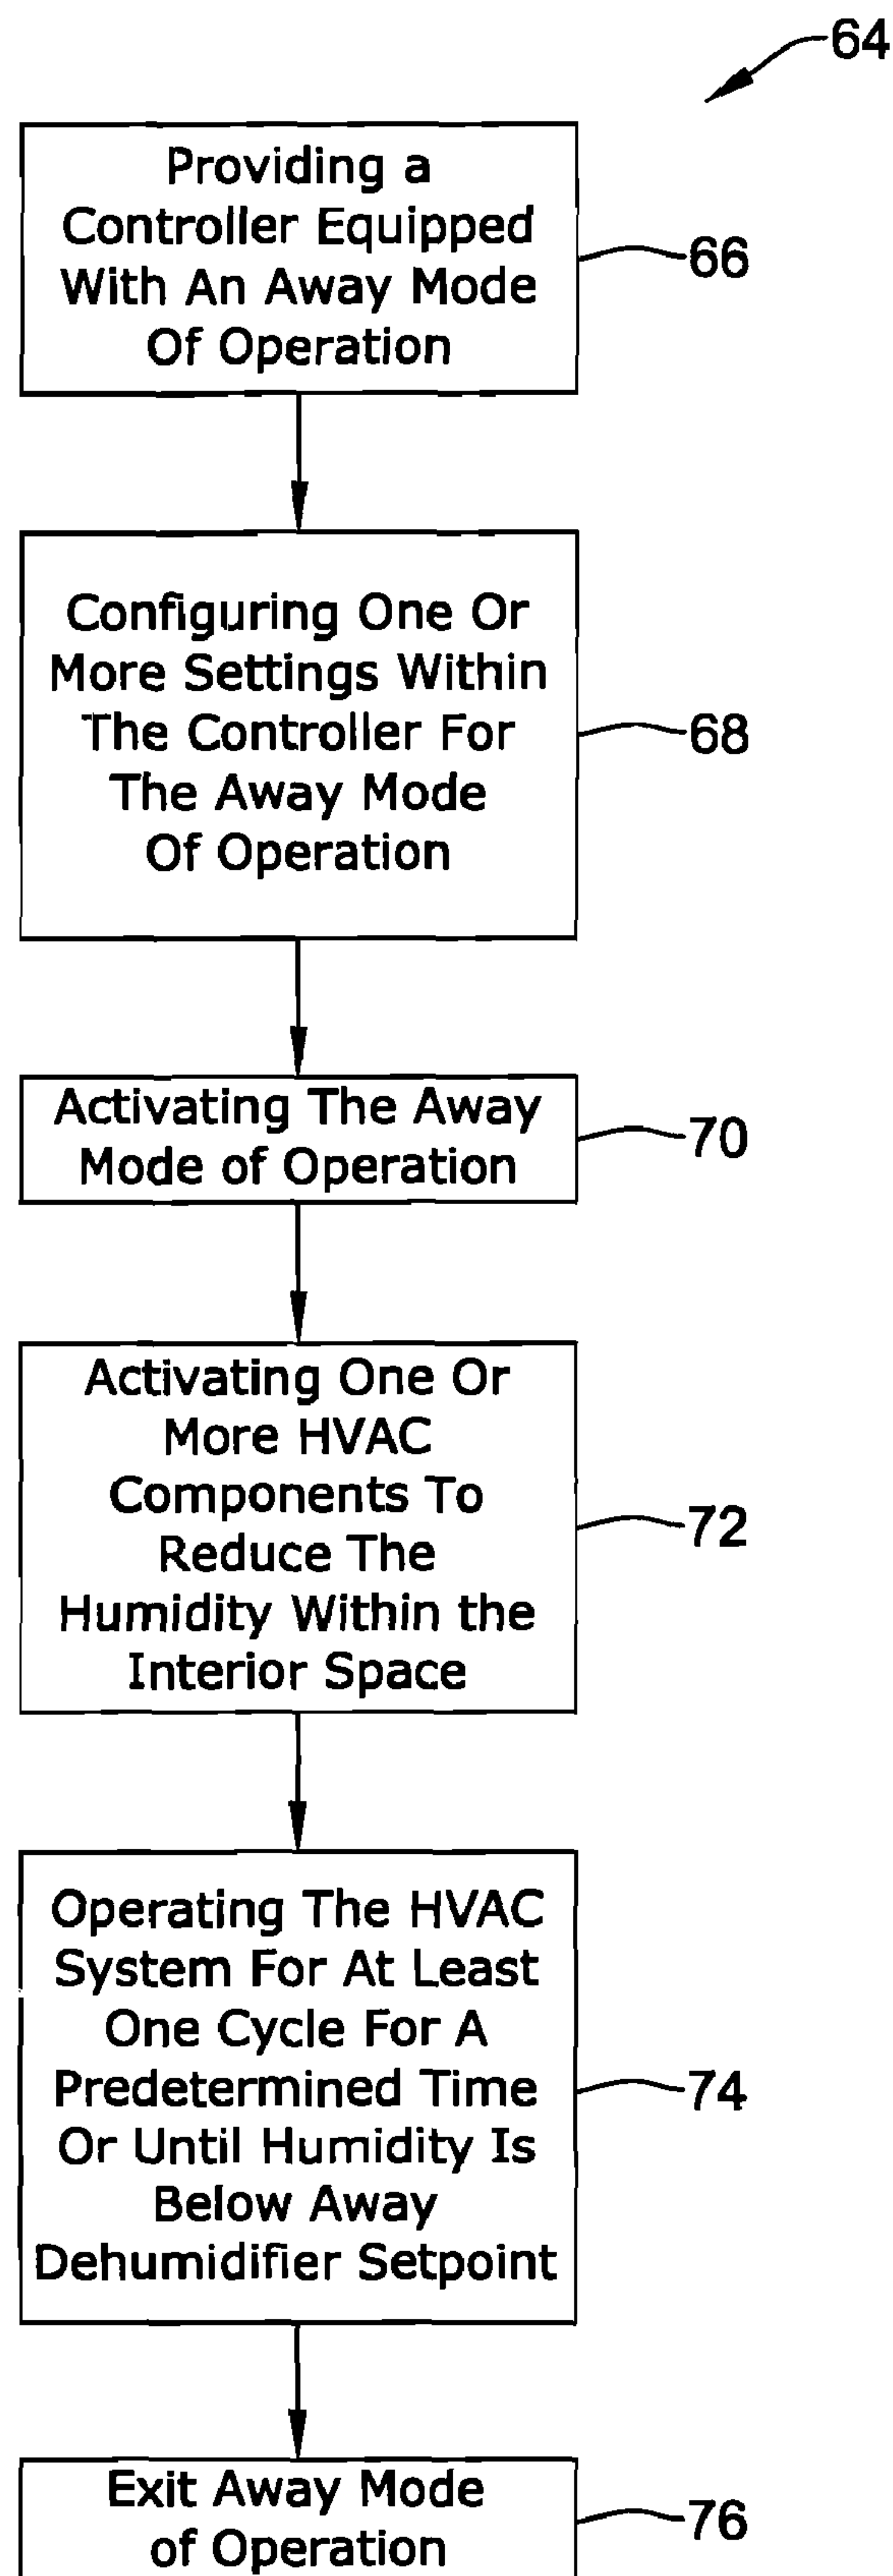 64
Providing a
Controller Equipped
With An Away Mode
Of Operation
66
Configuring One Or
More Settings Within
The Controller For
The Away Mode
Of Operation
68
Activating The Away
Mode of Operation
70
Activating One Or
More HVAC
Components To
Reduce The
Humidity Within the
Interior Space
72
Operating The HVAC
System For At Least
One Cycle For A
Predetermined Time
Or Until Humidity Is
Below Away
Dehumidifier Setpoint
74
Exit Away Mode
of Operation
76